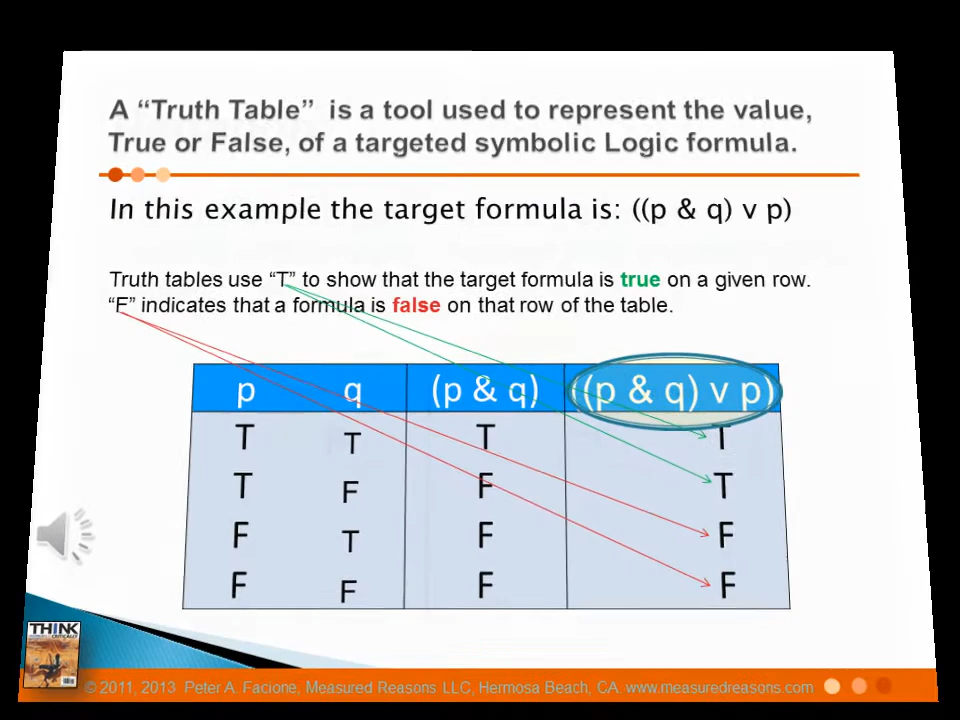 A “Truth Table” is a tool used to represent the value,
True or False, of a targeted symbolic Logic formula.
In this example the target formula is: ((p & q) v p)
Truth tables use “T” to show that the target formula is true on a given row.
“F” indicates that a formula is false on that row of the table.
p q (p & q) ((p & q) v p)
T T T T
T F F T
F T F F
F F F F
THINK
CRITICALLY
© 2011, 2013 Peter A. Facione, Measured Reasons LLC, Hermosa Beach, CA. www.measuredreasons.com